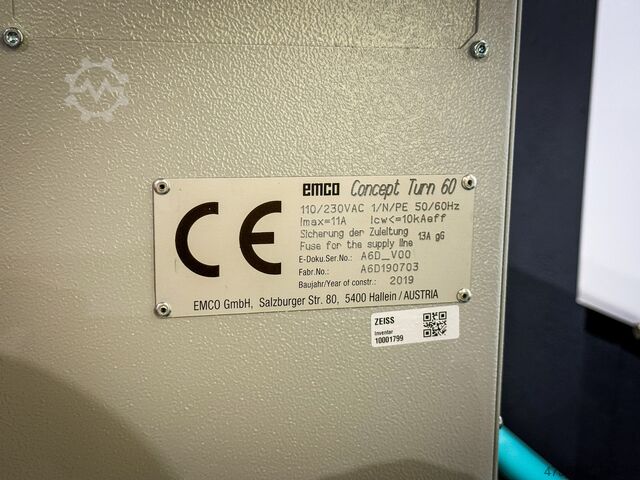 emco Concept Turn 60
CE
110/230VAC 1/N/PE 50/60Hz
Imax=11A Icw<=10kAeff
Sicherung der Zuleitung
Fuse for the supply line 13A gG
E-Doku.Ser.No.: A6D_V00
Fabr.No.: A6D190703
Baujahr/Year of constr.: 2019
EMCO GmbH, Salzburger Str. 80, 5400 Hallein/AUSTRIA
ZEISS
Inventar
10001799